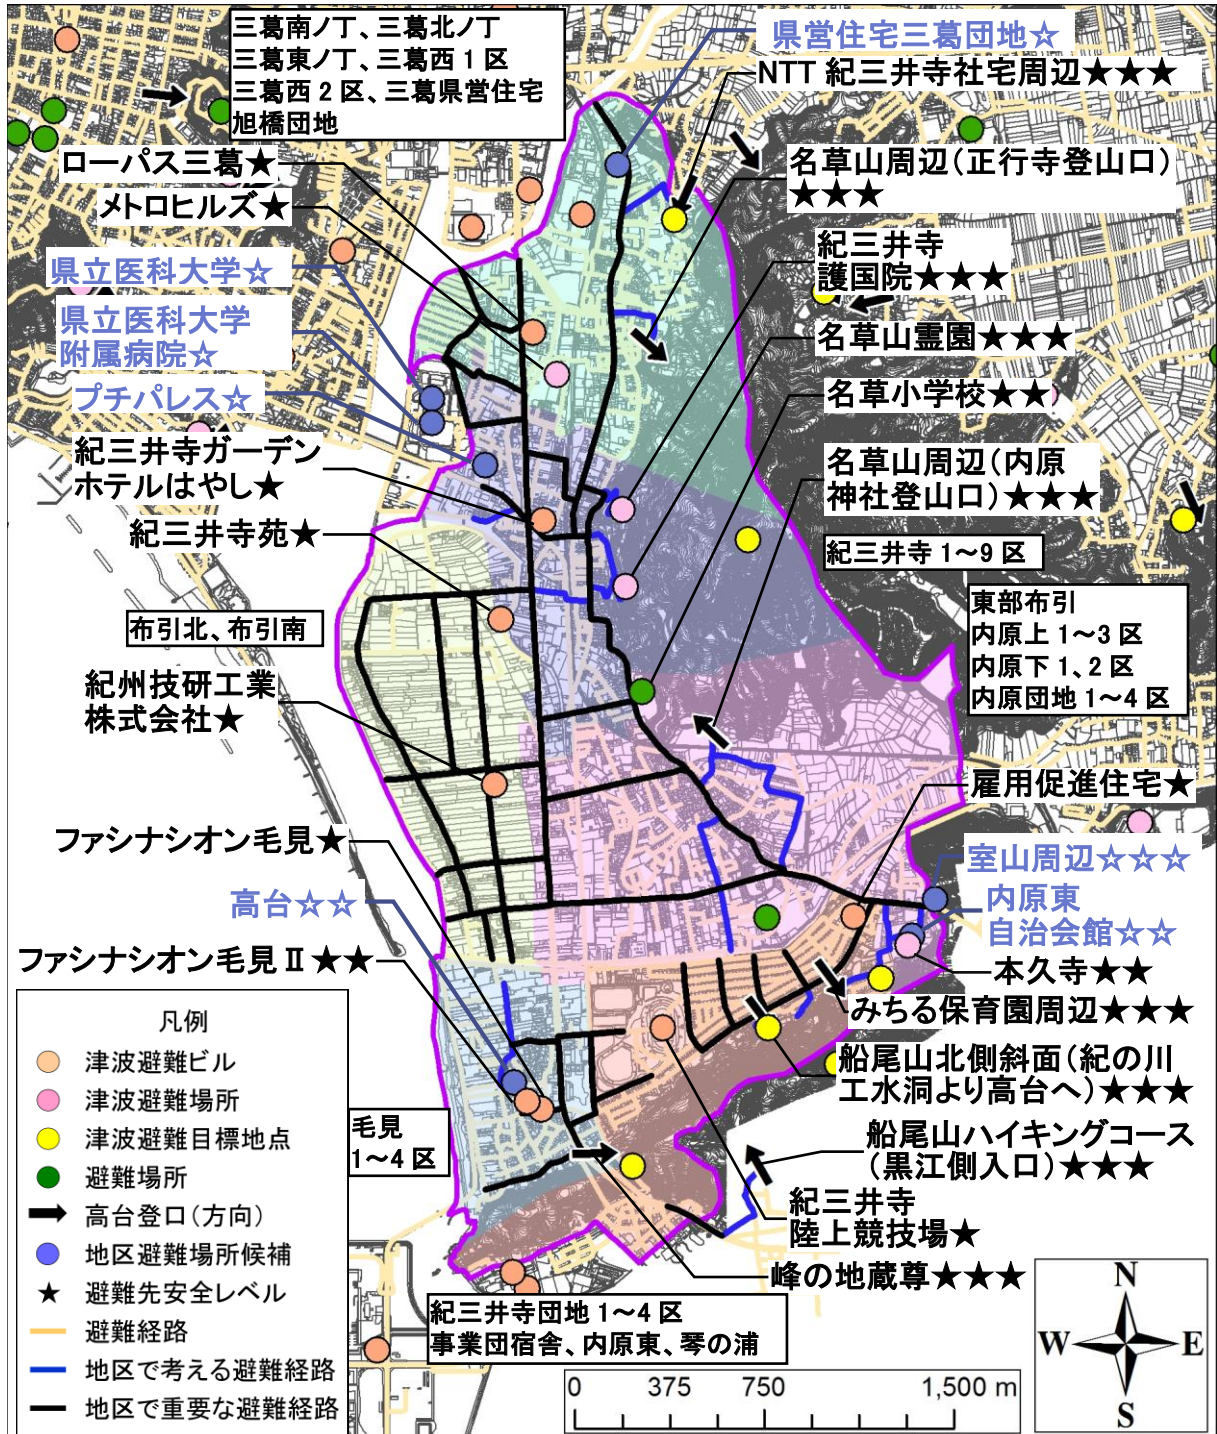 三葛南ノ丁、三葛北ノ丁
三葛東ノ丁、三葛西1区
三葛西2区、三葛県営住宅
旭橋団地
県営住宅三葛団地☆
NTT 紀三井寺社宅周辺★★★
ローパス三葛★
メトロヒルズ★
名草山周辺(正行寺登山口)
★★★
県立医科大学☆
紀三井寺
護国院★★★
県立医科大学
附属病院☆
名草山霊園★★★
プチパレス☆
名草小学校★★
紀三井寺ガーデン
ホテルはやし★
名草山周辺(内原
神社登山口)★★★
紀三井寺苑★
紀三井寺 1~9 区
布引北、布引南
東部布引
内原上 1~3 区
内原下 1、2 区
内原団地 1~4 区
紀州技研工業
株式会社★
雇用促進住宅★
ファシナシオン毛見★
室山周辺☆☆☆
高台☆☆
内原東
自治会館☆☆
ファシナシオン毛見Ⅱ★★
本久寺★★
みちる保育園周辺★★★
船尾山北側斜面(紀の川
工水洞より高台へ)★★★
毛見
1~4 区
船尾山ハイキングコース
(黒江側入口)★★★
紀三井寺
陸上競技場★
峰の地蔵尊★★★
紀三井寺団地 1~4 区
事業団宿舎、内原東、琴の浦
凡例
津波避難ビル
津波避難場所
津波避難目標地点
避難場所
高台登口(方向)
地区避難場所候補
★ 避難先安全レベル
避難経路
地区で考える避難経路
地区で重要な避難経路
0 375 750 1,500 m
N
W E
S